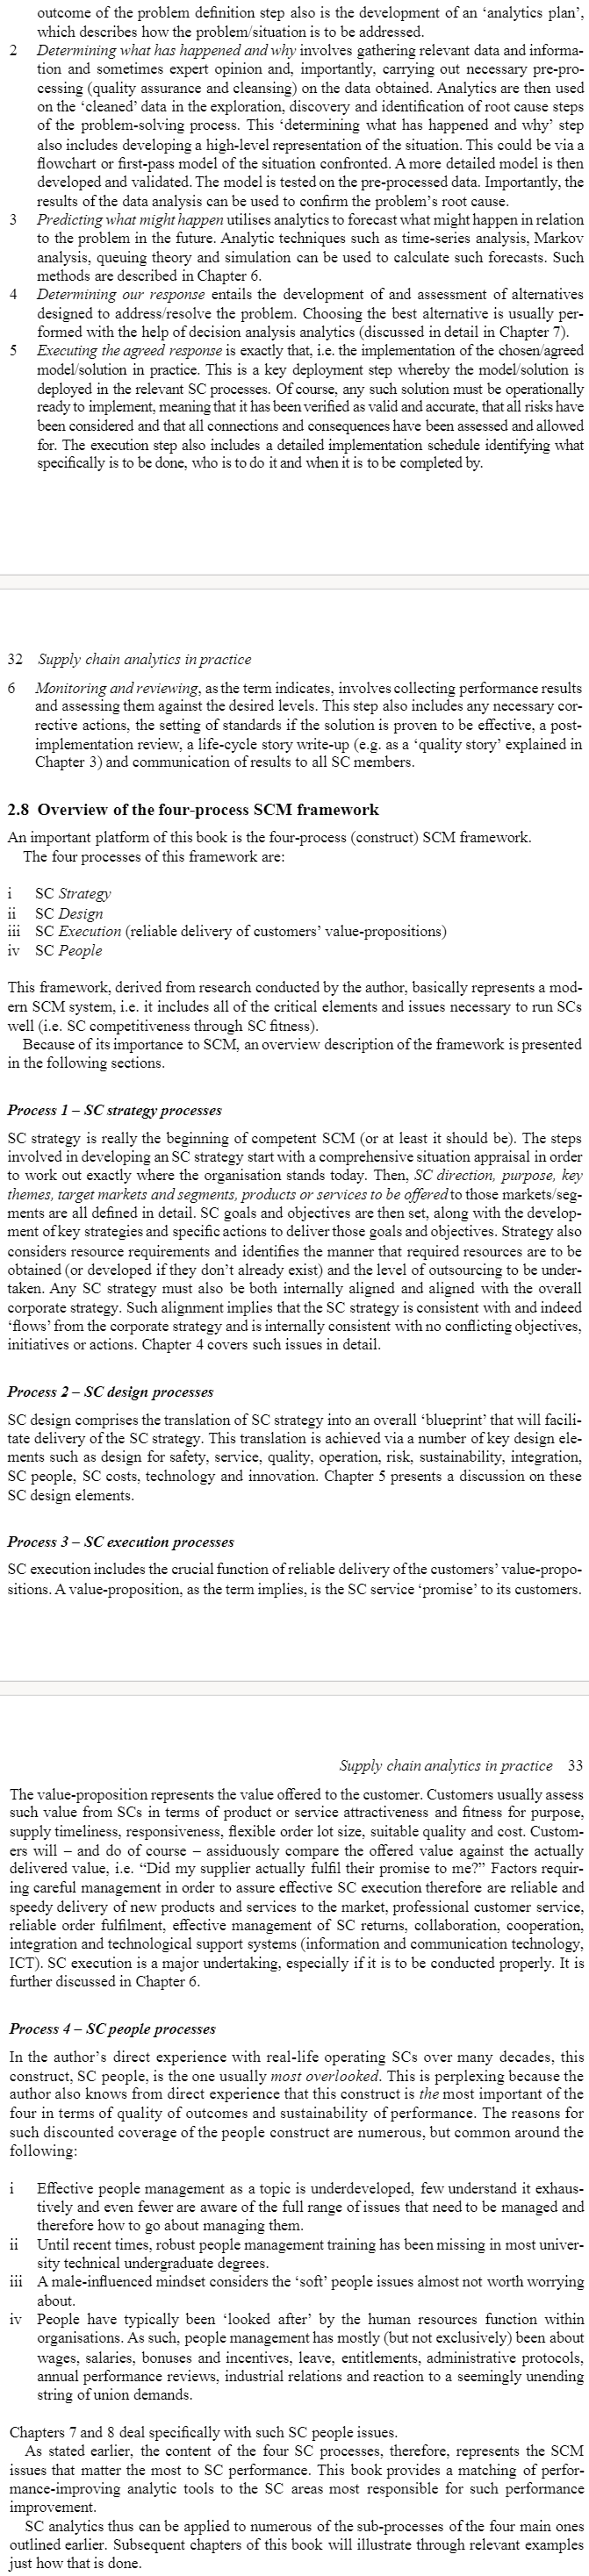 outcome of the problem definition step also is the development of an ‘analytics plan’,
which describes how the problem/situation is to be addressed.
2 Determining what has happened and why involves gathering relevant data and informa-
tion and sometimes expert opinion and, importantly, carrying out necessary pre-pro-
cessing (quality assurance and cleansing) on the data obtained. Analytics are then used
on the ‘cleaned’ data in the exploration, discovery and identification of root cause steps
of the problem-solving process. This ‘determining what has happened and why’ step
also includes developing a high-level representation of the situation. This could be via a
flowchart or first-pass model of the situation confronted. A more detailed model is then
developed and validated. The model is tested on the pre-processed data. Importantly, the
results of the data analysis can be used to confirm the problem’s root cause.
3 Predicting what might happen utilises analytics to forecast what might happen in relation
to the problem in the future. Analytic techniques such as time-series analysis, Markov
analysis, queuing theory and simulation can be used to calculate such forecasts. Such
methods are described in Chapter 6.
4 Determining our response entails the development of and assessment of alternatives
designed to address/resolve the problem. Choosing the best alternative is usually per-
formed with the help of decision analysis analytics (discussed in detail in Chapter 7).
5 Executing the agreed response is exactly that, i.e. the implementation of the chosen/agreed
model/solution in practice. This is a key deployment step whereby the model/solution is
deployed in the relevant SC processes. Of course, any such solution must be operationally
ready to implement, meaning that it has been verified as valid and accurate, that all risks have
been considered and that all connections and consequences have been assessed and allowed
for. The execution step also includes a detailed implementation schedule identifying what
specifically is to be done, who is to do it and when it is to be completed by.
32 Supply chain analytics in practice
6 Monitoring and reviewing, as the term indicates, involves collecting performance results
and assessing them against the desired levels. This step also includes any necessary cor-
rective actions, the setting of standards if the solution is proven to be effective, a post-
implementation review, a life-cycle story write-up (e.g. as a ‘quality story’ explained in
Chapter 3) and communication of results to all SC members.
2.8 Overview of the four-process SCM framework
An important platform of this book is the four-process (construct) SCM framework.
The four processes of this framework are:
i SC Strategy
ii SC Design
iii SC Execution (reliable delivery of customers’ value-propositions)
iv SC People
This framework, derived from research conducted by the author, basically represents a mod-
ern SCM system, i.e. it includes all of the critical elements and issues necessary to run SCs
well (i.e. SC competitiveness through SC fitness).
Because of its importance to SCM, an overview description of the framework is presented
in the following sections.
Process 1 – SC strategy processes
SC strategy is really the beginning of competent SCM (or at least it should be). The steps
involved in developing an SC strategy start with a comprehensive situation appraisal in order
to work out exactly where the organisation stands today. Then, SC direction, purpose, key
themes, target markets and segments, products or services to be offered to those markets/seg-
ments are all defined in detail. SC goals and objectives are then set, along with the develop-
ment of key strategies and specific actions to deliver those goals and objectives. Strategy also
considers resource requirements and identifies the manner that required resources are to be
obtained (or developed if they don’t already exist) and the level of outsourcing to be under-
taken. Any SC strategy must also be both internally aligned and aligned with the overall
corporate strategy. Such alignment implies that the SC strategy is consistent with and indeed
‘flows’ from the corporate strategy and is internally consistent with no conflicting objectives,
initiatives or actions. Chapter 4 covers such issues in detail.
Process 2 – SC design processes
SC design comprises the translation of SC strategy into an overall ‘blueprint’ that will facili-
tate delivery of the SC strategy. This translation is achieved via a number of key design ele-
ments such as design for safety, service, quality, operation, risk, sustainability, integration,
SC people, SC costs, technology and innovation. Chapter 5 presents a discussion on these
SC design elements.
Process 3 – SC execution processes
SC execution includes the crucial function of reliable delivery of the customers’ value-propo-
sitions. A value-proposition, as the term implies, is the SC service ‘promise’ to its customers.
Supply chain analytics in practice 33
The value-proposition represents the value offered to the customer. Customers usually assess
such value from SCs in terms of product or service attractiveness and fitness for purpose,
supply timeliness, responsiveness, flexible order lot size, suitable quality and cost. Custom-
ers will – and do of course – assiduously compare the offered value against the actually
delivered value, i.e. “Did my supplier actually fulfil their promise to me?” Factors requir-
ing careful management in order to assure effective SC execution therefore are reliable and
speedy delivery of new products and services to the market, professional customer service,
reliable order fulfilment, effective management of SC returns, collaboration, cooperation,
integration and technological support systems (information and communication technology,
ICT). SC execution is a major undertaking, especially if it is to be conducted properly. It is
further discussed in Chapter 6.
Process 4 – SC people processes
In the author’s direct experience with real-life operating SCs over many decades, this
construct, SC people, is the one usually most overlooked. This is perplexing because the
author also knows from direct experience that this construct is the most important of the
four in terms of quality of outcomes and sustainability of performance. The reasons for
such discounted coverage of the people construct are numerous, but common around the
following:
i Effective people management as a topic is underdeveloped, few understand it exhaus-
tively and even fewer are aware of the full range of issues that need to be managed and
therefore how to go about managing them.
ii Until recent times, robust people management training has been missing in most univer-
sity technical undergraduate degrees.
iii A male-influenced mindset considers the ‘soft’ people issues almost not worth worrying
about.
iv People have typically been ‘looked after’ by the human resources function within
organisations. As such, people management has mostly (but not exclusively) been about
wages, salaries, bonuses and incentives, leave, entitlements, administrative protocols,
annual performance reviews, industrial relations and reaction to a seemingly unending
string of union demands.
Chapters 7 and 8 deal specifically with such SC people issues.
As stated earlier, the content of the four SC processes, therefore, represents the SCM
issues that matter the most to SC performance. This book provides a matching of perfor-
mance-improving analytic tools to the SC areas most responsible for such performance
improvement.
SC analytics thus can be applied to numerous of the sub-processes of the four main ones
outlined earlier. Subsequent chapters of this book will illustrate through relevant examples
just how that is done.